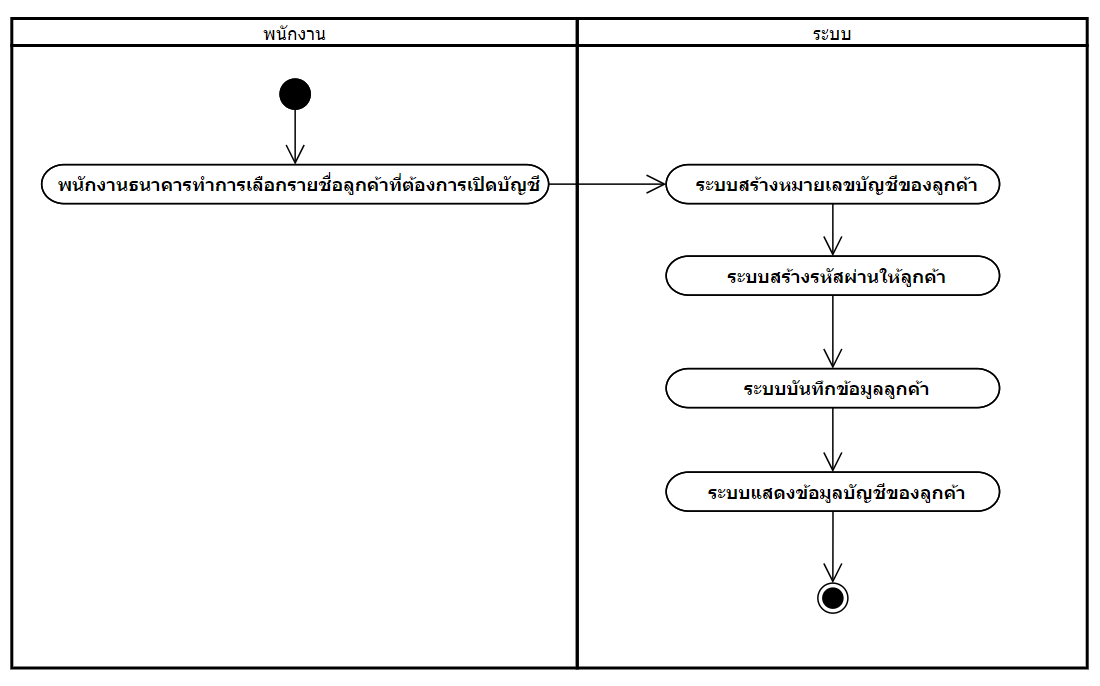 พนักงาน
ระบบ
พนักงานธนาคารทำการเลือกรายชื่อลูกค้าที่ต้องการเปิดบัญชี
ระบบสร้างหมายเลขบัญชีของลูกค้า
ระบบสร้างรหัสผ่านให้ลูกค้า
ระบบบันทึกข้อมูลลูกค้า
ระบบแสดงข้อมูลบัญชีของลูกค้า